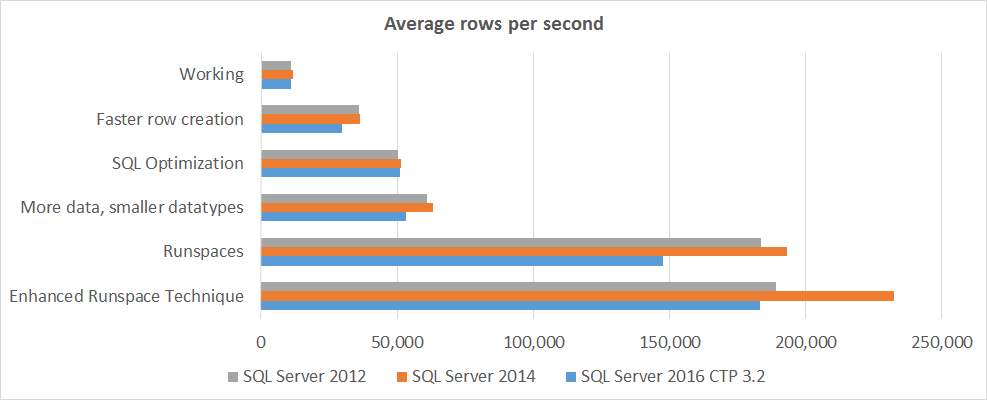 Average rows per second
Working
Faster row creation
SQL Optimization
More data, smaller datatypes
Runspaces
Enhanced Runspace Technique
0 50,000 100,000 150,000 200,000 250,000
SQL Server 2012 SQL Server 2014 SQL Server 2016 CTP 3.2